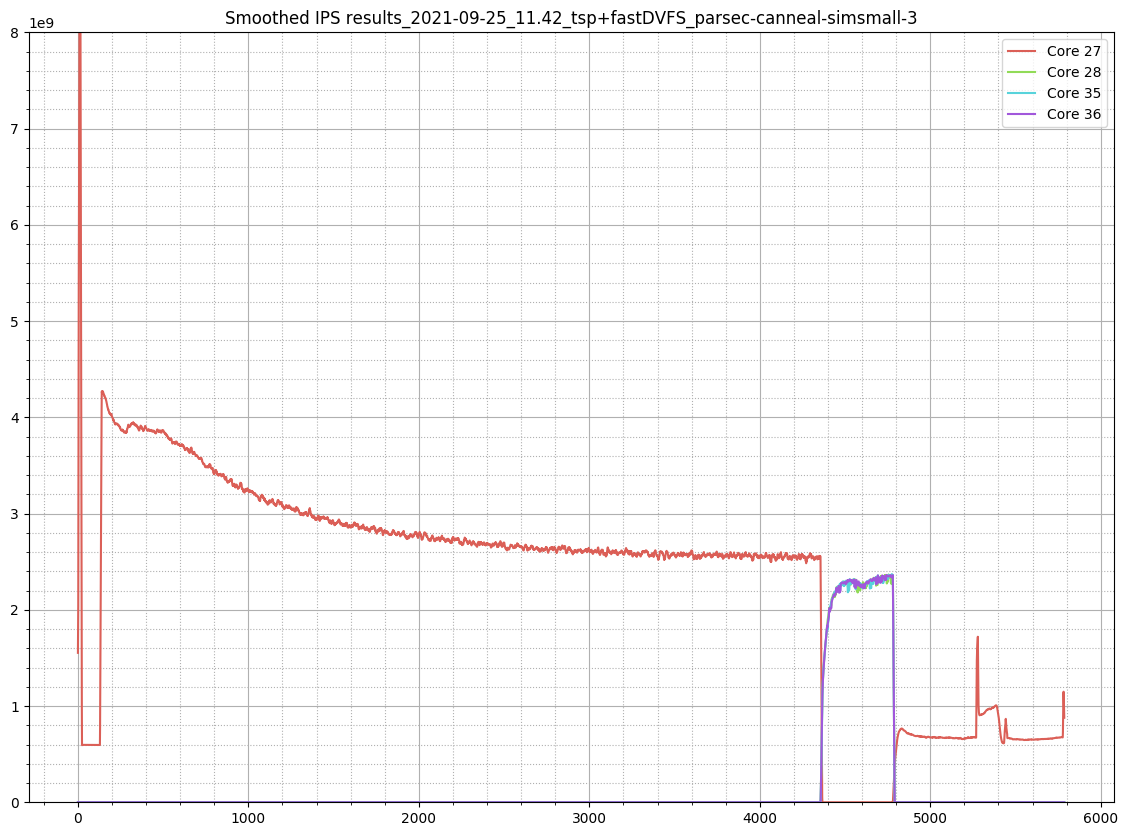 Smoothed IPS results_2021-09-25_11.42_tsp+fastDVFS_parsec-canneal-simsmall-3
1e9
8
7
6
5
4
3
2
1
0
Core 27
Core 28
Core 35
Core 36
0 1000 2000 3000 4000 5000 6000